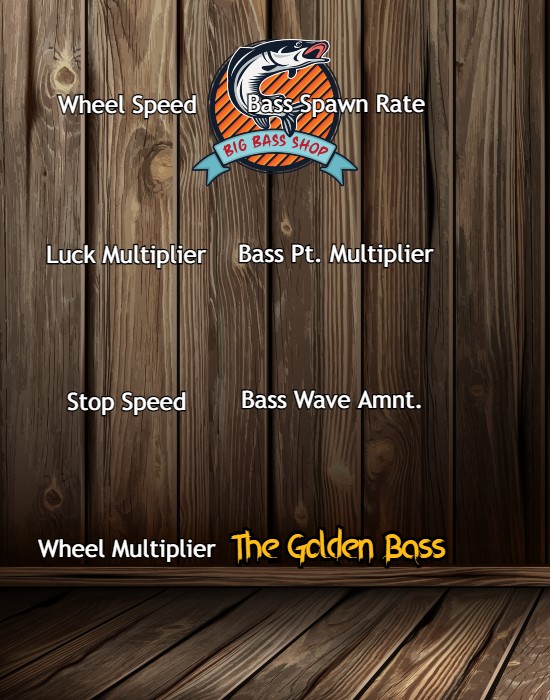 Wheel Speed
Bass Spawn Rate
BIG BASS SHOP
Luck Multiplier
Bass Pt. Multiplier
Stop Speed
Bass Wave Amnt.
Wheel Multiplier
The Golden Bass